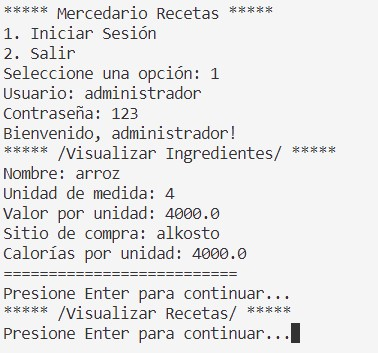 ***** Mercedario Recetas *****
1. Iniciar Sesión
2. Salir
Seleccione una opción: 1
Usuario: administrador
Contraseña: 123
Bienvenido, administrador!
***** /Visualizar Ingredientes/ *****
Nombre: arroz
Unidad de medida: 4
Valor por unidad: 4000.0
Sitio de compra: alkosto
Calorías por unidad: 4000.0
==========================
Presione Enter para continuar...
***** /Visualizar Recetas/ *****
Presione Enter para continuar...